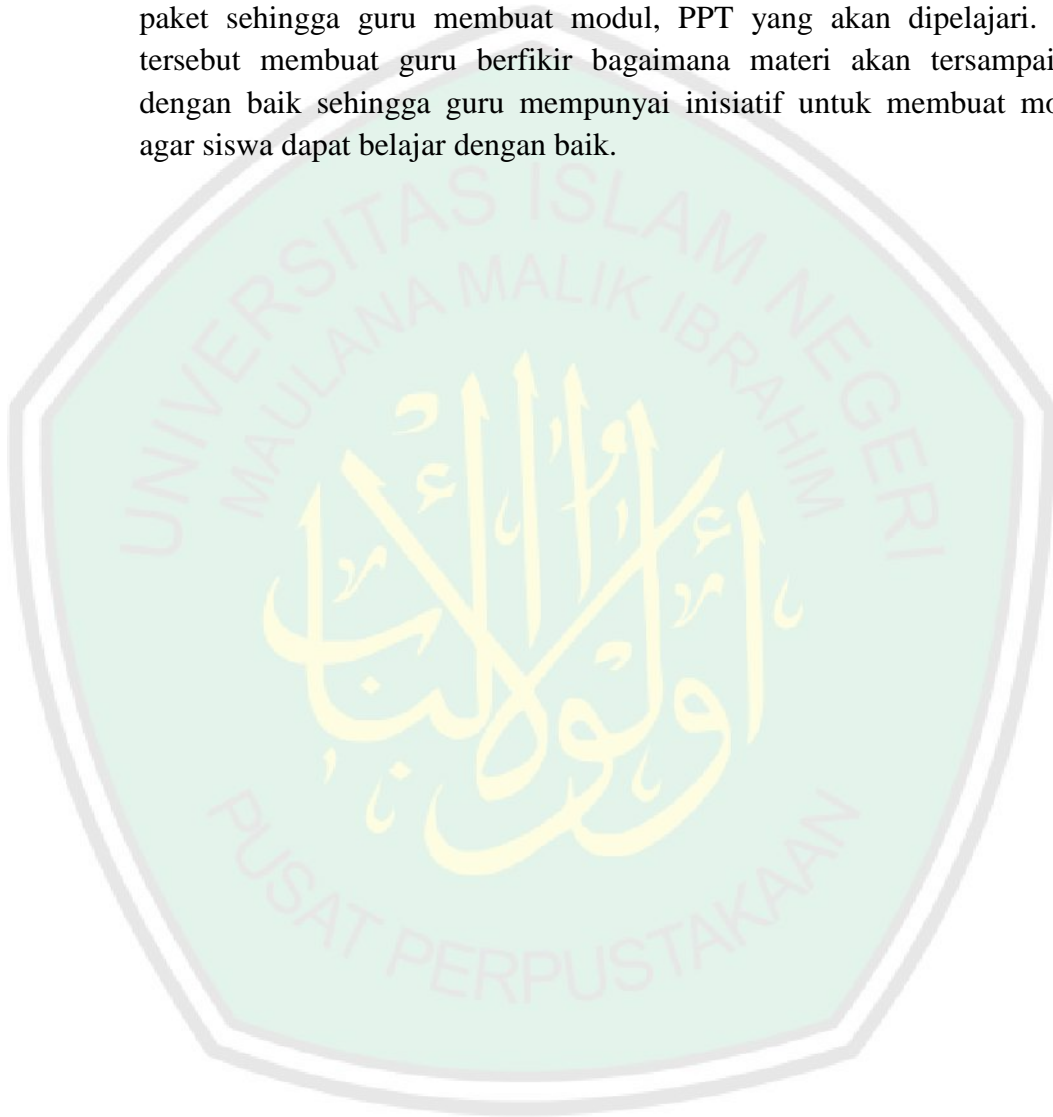 paket sehingga guru membuat modul, PPT yang akan dipelajari.
tersebut membuat guru berfikir bagaimana materi akan tersampai
dengan baik sehingga guru mempunyai inisiatif untuk membuat mo
agar siswa dapat belajar dengan baik.
UNIVERSITAS ISLAM NEGERI
MAULANA MALIK IBRAHIM
أولوا الألباب
PUSAT PERPUSTAKAAN